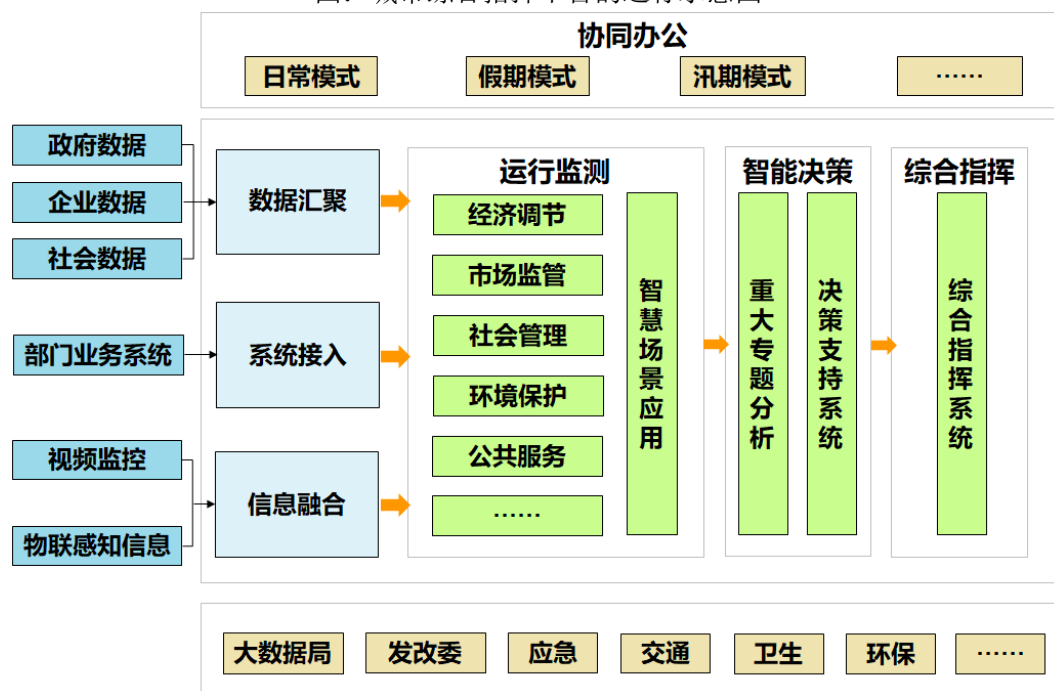 协同办公
日常模式
假期模式
汛期模式
……
政府数据
企业数据
社会数据
部门业务系统
视频监控
物联感知信息
数据汇聚
系统接入
信息融合
运行监测
经济调节
市场监管
社会管理
环境保护
公共服务
……
智慧场景应用
智能决策
重大专题分析
决策支持系统
综合指挥
综合指挥系统
大数据局
发改委
应急
交通
卫生
环保
……